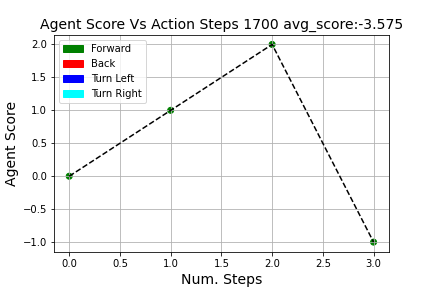 Agent Score Vs Action Steps 1700 avg_score:-3.575
Forward
Back
Turn Left
Turn Right
Agent Score
2.0
1.5
1.0
0.5
0.0
−0.5
−1.0
0.0 0.5 1.0 1.5 2.0 2.5 3.0
Num. Steps